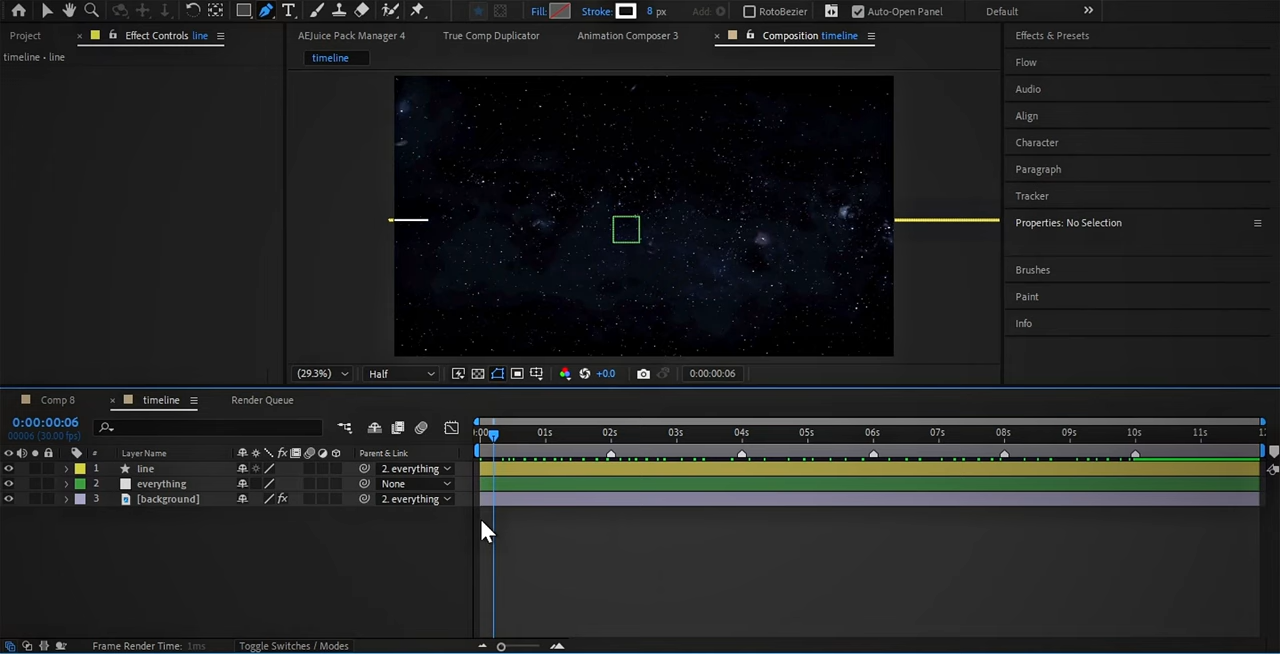 Fill: Stroke: 8 px Add: RotoBezier Auto-Open Panel Default
Project Effect Controls line AEJuice Pack Manager 4 True Comp Duplicator Animation Composer 3 Composition timeline Effects & Presets
timeline • line timeline Flow
Audio
Align
Character
Paragraph
Tracker
Properties: No Selection
Brushes
Paint
Info
(29.3%) Half +0.0 0:00:00:06
Comp 8 timeline Render Queue
0:00:00:06
00006 (30.00 fps)
:00 01s 02s 03s 04s 05s 06s 07s 08s 09s 10s 11s 12
Layer Name fx Parent & Link
1 line 2. everything
2 everything None
3 [background] fx 2. everything
Frame Render Time: 1ms Toggle Switches / Modes